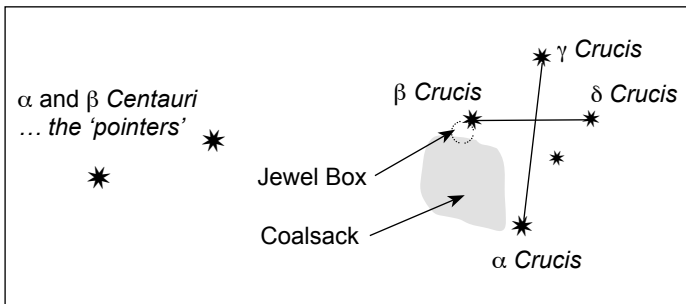 γ Crucis
α and β Centauri
… the ‘pointers’
β Crucis
δ Crucis
Jewel Box
Coalsack
α Crucis